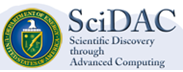 SciDAC
Scientific Discovery
through
Advanced Computing